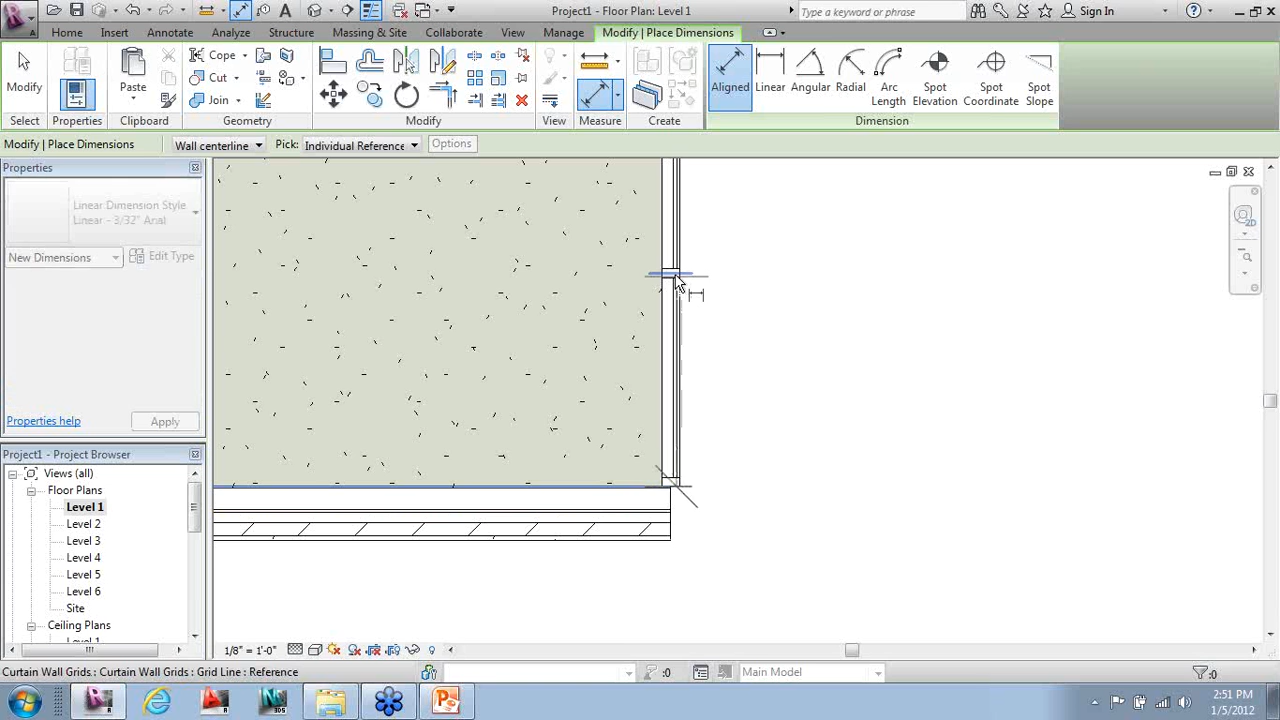 Project1 - Floor Plan: Level 1
Type a keyword or phrase
Sign In
Home Insert Annotate Analyze Structure Massing & Site Collaborate View Manage Modify | Place Dimensions
Modify
Paste
Cope
Cut
Join
Aligned
Linear
Angular
Radial
Arc
Length
Spot
Elevation
Spot
Coordinate
Spot
Slope
Select Properties Clipboard Geometry Modify View Measure Create Dimension
Modify | Place Dimensions Wall centerline Pick: Individual Reference Options
Properties
Linear Dimension Style
Linear - 3/32" Arial
New Dimensions Edit Type
Properties help Apply
Project1 - Project Browser
Views (all)
Floor Plans
Level 1
Level 2
Level 3
Level 4
Level 5
Level 6
Site
Ceiling Plans
Level 1
2D
1/8" = 1'-0"
Curtain Wall Grids : Curtain Wall Grids : Grid Line : Reference
:0
Main Model
:0
2:51 PM
1/5/2012